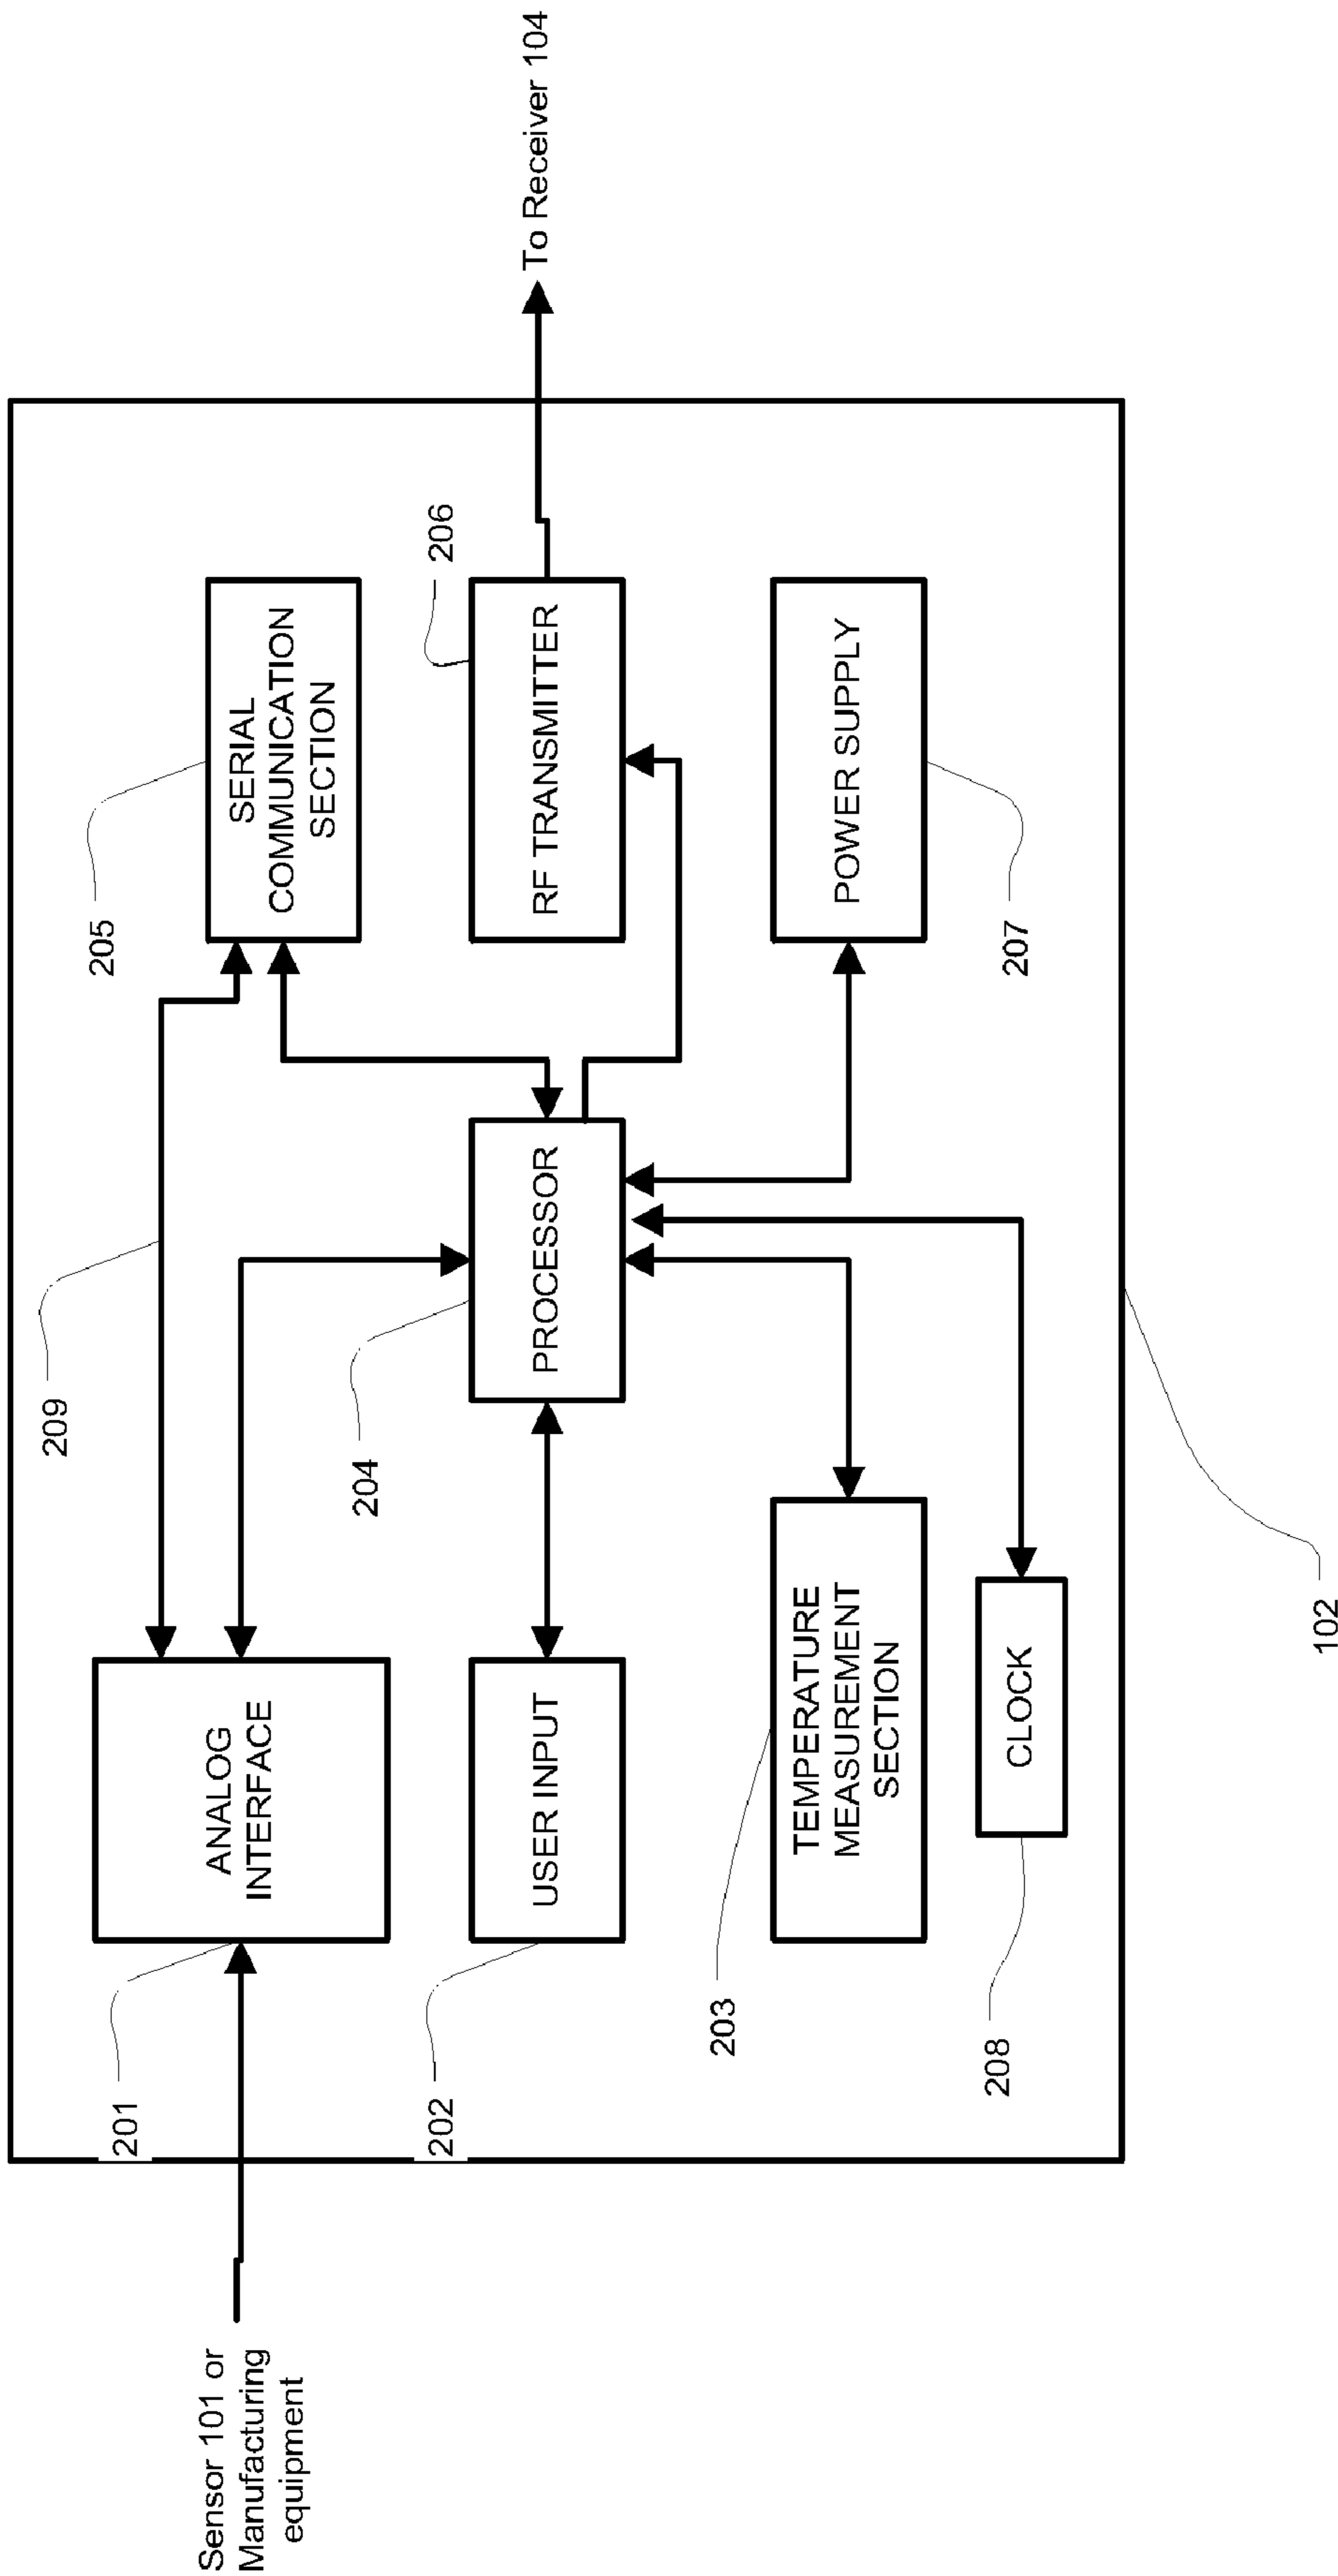 Sensor 101 or
Manufacturing
equipment
201
ANALOG
INTERFACE
209
205
SERIAL
COMMUNICATION
SECTION
202
USER INPUT
204
PROCESSOR
206
RF TRANSMITTER
To Receiver 104
203
TEMPERATURE
MEASUREMENT
SECTION
207
POWER SUPPLY
208
CLOCK
102